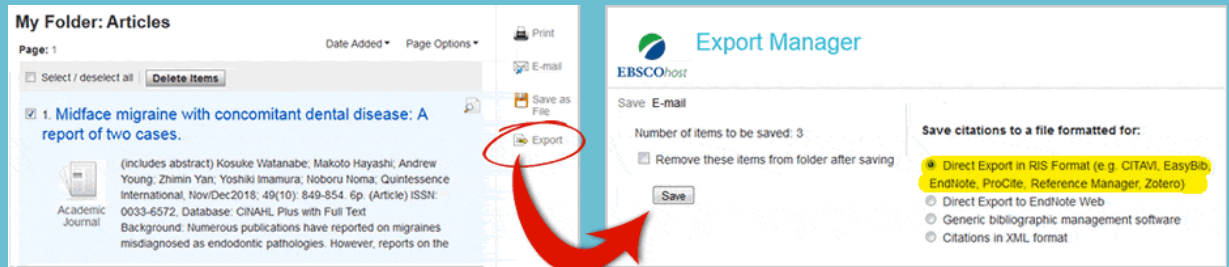 My Folder: Articles
Page: 1
Date Added Page Options
Select / deselect all Delete Items
1. Midface migraine with concomitant dental disease: A
report of two cases.
Academic
Journal
(includes abstract) Kosuke Watanabe; Makoto Hayashi; Andrew
Young; Zhimin Yan; Yoshiki Imamura; Noboru Noma; Quintessence
International, Nov/Dec2018; 49(10): 849-854. 6p. (Article) ISSN:
0033-6572, Database: CINAHL Plus with Full Text
Background: Numerous publications have reported on migraines
misdiagnosed as endodontic pathologies. However, reports on the
Print
E-mail
Save as
File
Export
EBSCOhost
Export Manager
Save E-mail
Number of items to be saved: 3
Remove these items from folder after saving
Save
Save citations to a file formatted for:
Direct Export in RIS Format (e.g. CITAVI, EasyBib,
EndNote, ProCite, Reference Manager, Zotero)
Direct Export to EndNote Web
Generic bibliographic management software
Citations in XML format